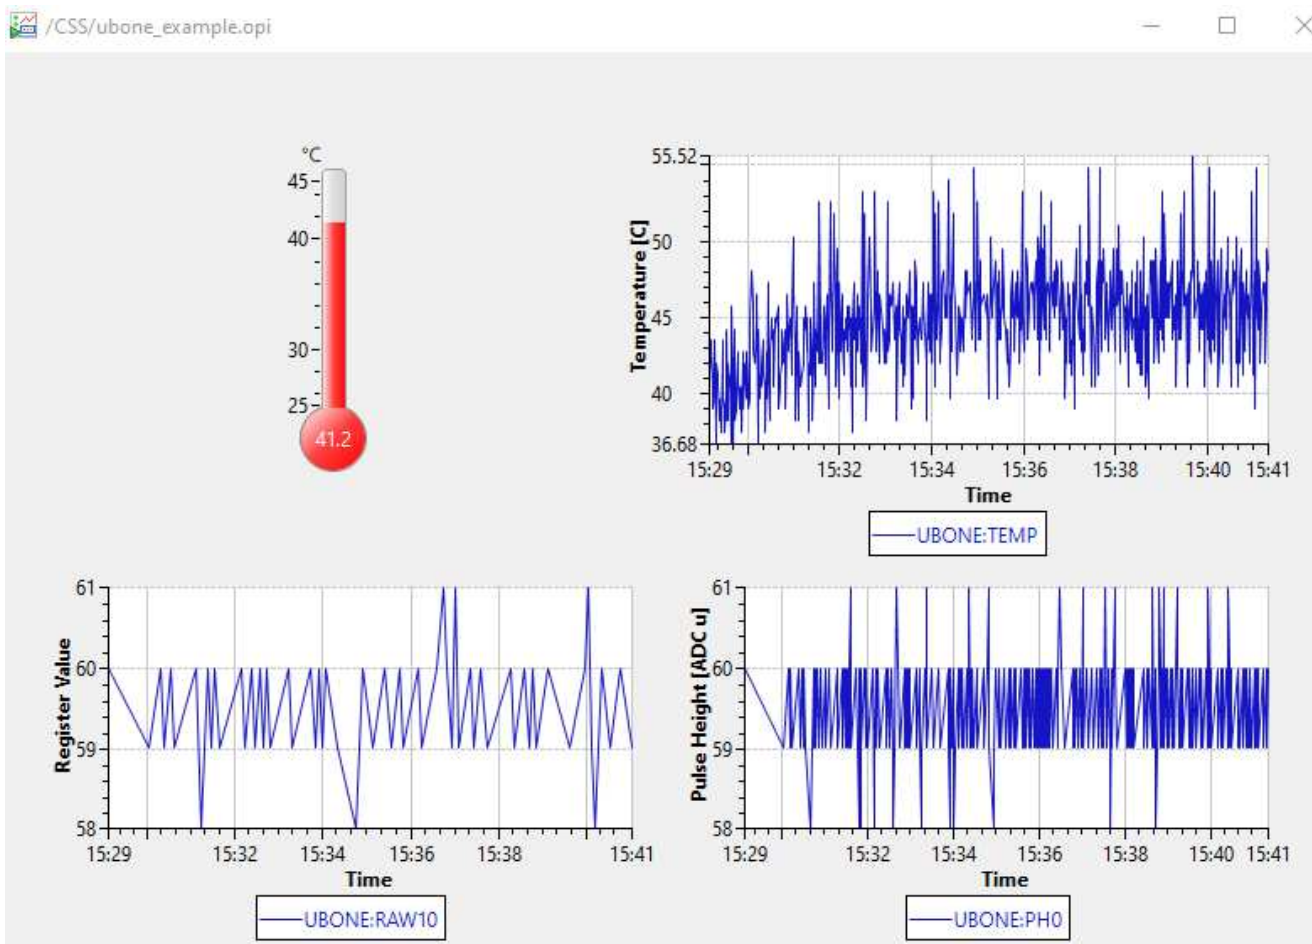 /CSS/ubone_example.opi
°C
45
40
30
25
41.2
55.52
50
45
40
36.68
Temperature [C]
15:29 15:32 15:34 15:36 15:38 15:40 15:41
Time
UBONE:TEMP
61
60
59
58
Register Value
15:29 15:32 15:34 15:36 15:38 15:41
Time
UBONE:RAW10
61
60
59
58
Pulse Height [ADC u]
15:29 15:32 15:34 15:36 15:38 15:40 15:41
Time
UBONE:PH0